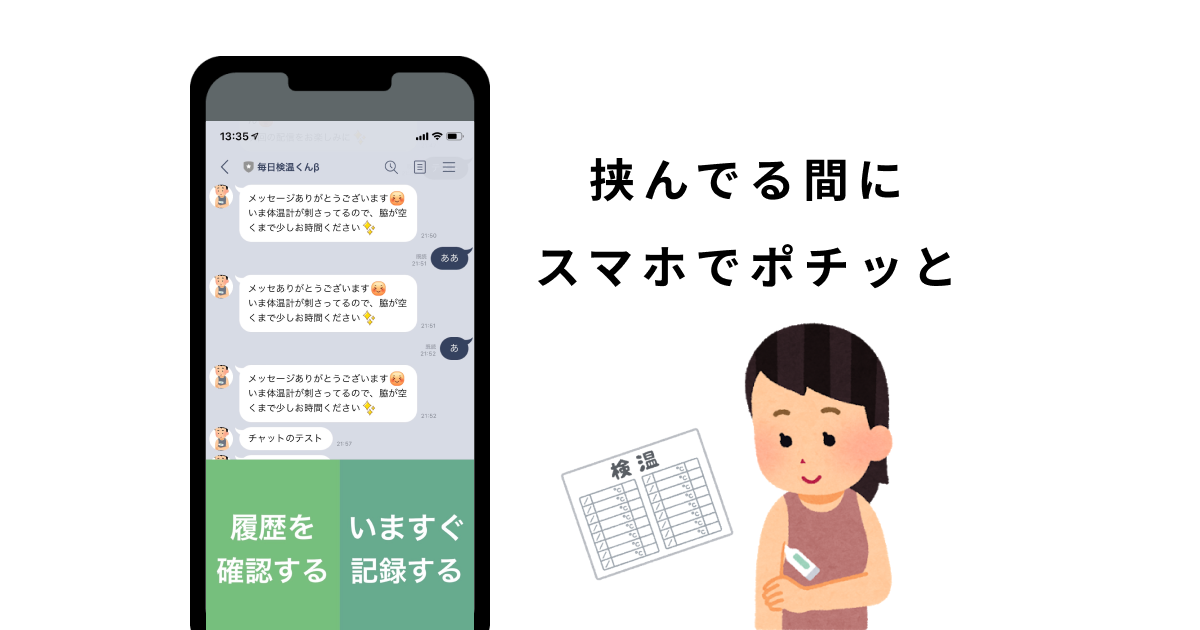 13:35
毎日検温くんβ
メッセージありがとうございます
いま体温計が刺さってるので、脇が空
くまで少しお時間ください
21:50
ああ
既読
21:51
メッセありがとうございます
いま体温計が刺さってるので、脇が空
くまで少しお時間ください
21:51
あ
既読
21:52
メッセージありがとうございます
いま体温計が刺さってるので、脇が空
くまで少しお時間ください
21:52
チャットのテスト
21:57
履歴を
確認する
いますぐ
記録する
挟んでる間に
スマホでポチッと
検温
℃
℃
℃
℃
℃
℃
℃
℃
℃
℃
℃
℃